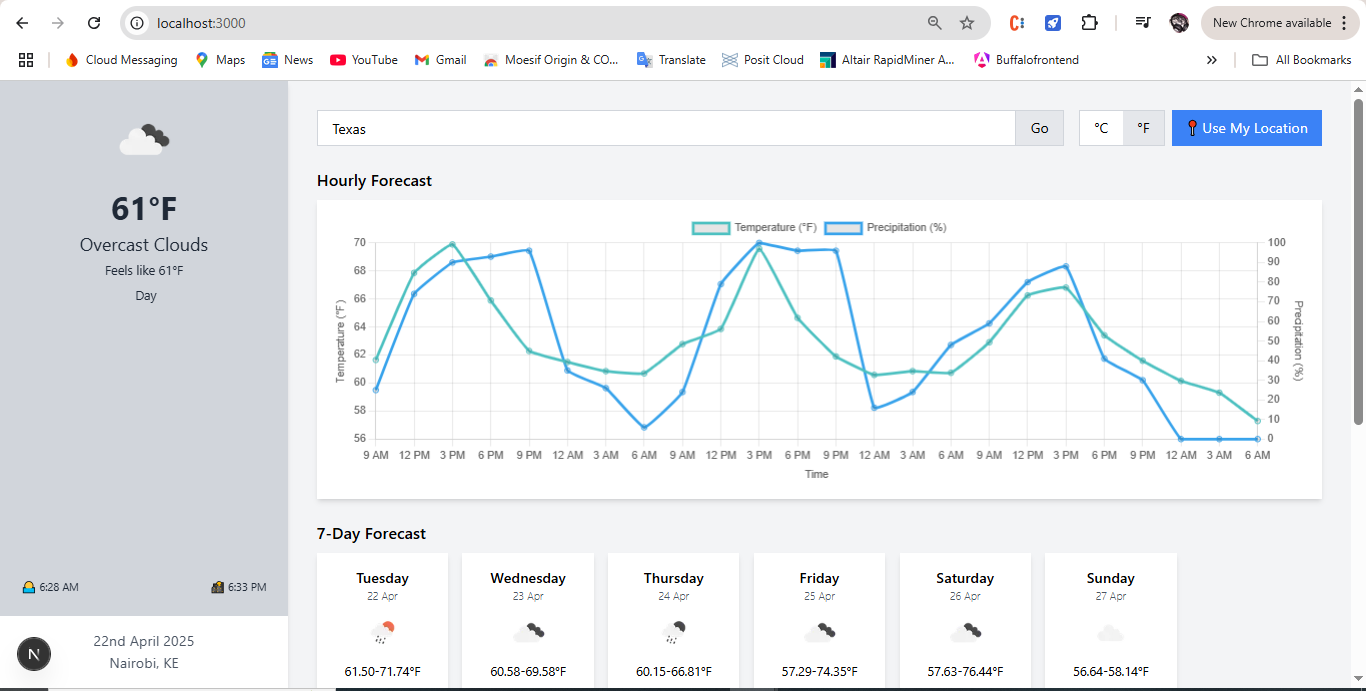 localhost:3000
New Chrome available
Cloud Messaging
Maps
News
YouTube
Gmail
Moesif Origin & CO...
Translate
Posit Cloud
Altair RapidMiner A...
Buffalofrontend
»
All Bookmarks
61°F
Overcast Clouds
Feels like 61°F
Day
6:28 AM
6:33 PM
22nd April 2025
Nairobi, KE
N
Texas
Go
°C
°F
Use My Location
Hourly Forecast
Temperature (°F)
Precipitation (%)
Temperature (°F)
70
68
66
64
62
60
58
56
100
90
80
70
60
50
40
30
20
10
0
Precipitation (%)
9 AM 12 PM 3 PM 6 PM 9 PM 12 AM 3 AM 6 AM 9 AM 12 PM 3 PM 6 PM 9 PM 12 AM 3 AM 6 AM 9 AM 12 PM 3 PM 6 PM 9 PM 12 AM 3 AM 6 AM
Time
7-Day Forecast
Tuesday
22 Apr
61.50-71.74°F
Wednesday
23 Apr
60.58-69.58°F
Thursday
24 Apr
60.15-66.81°F
Friday
25 Apr
57.29-74.35°F
Saturday
26 Apr
57.63-76.44°F
Sunday
27 Apr
56.64-58.14°F